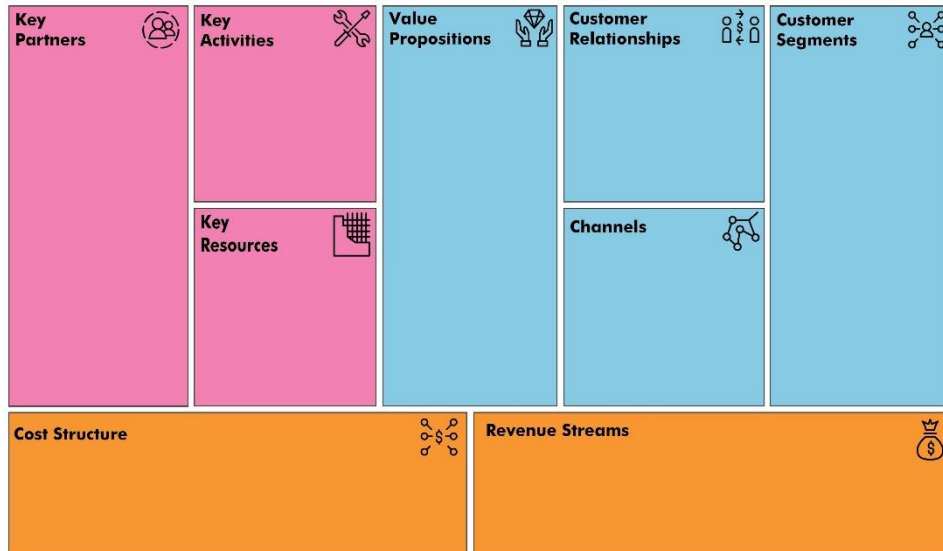 Key
Partners
Key
Activities
Value
Propositions
Customer
Relationships
Customer
Segments
Key
Resources
Channels
Cost Structure
Revenue Streams